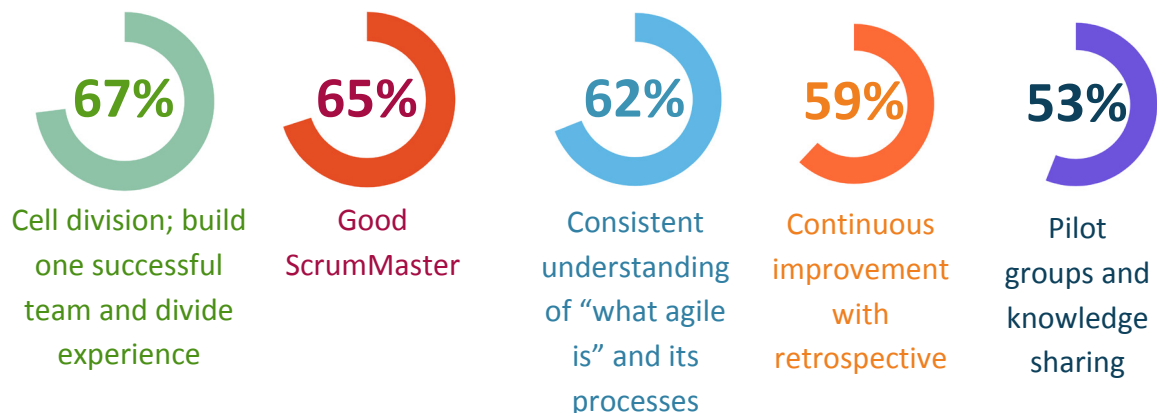 67%
65%
62%
59%
53%
Cell division; build
one successful
team and divide
experience
Good
ScrumMaster
Consistent
understanding
of “what agile
is” and its
processes
Continuous
improvement
with
retrospective
Pilot
groups and
knowledge
sharing